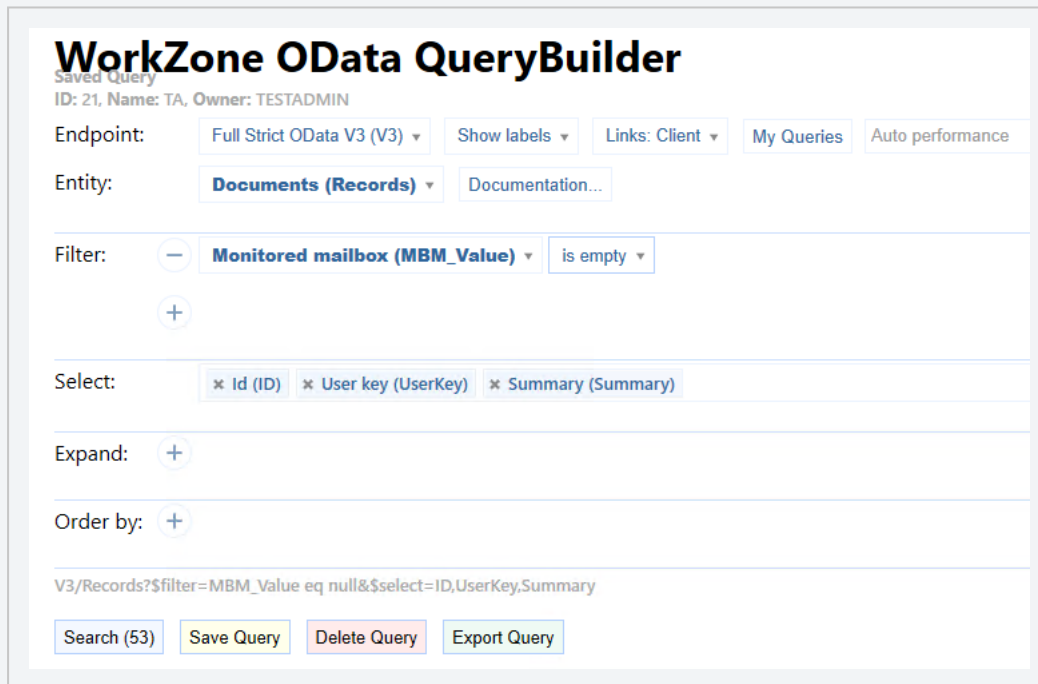 WorkZone OData QueryBuilder
Saved Query
ID: 21, Name: TA, Owner: TESTADMIN
Endpoint: Full Strict OData V3 (V3) Show labels Links: Client My Queries Auto performance
Entity: Documents (Records) Documentation...
Filter: Monitored mailbox (MBM_Value) is empty
Select: × Id (ID) × User key (UserKey) × Summary (Summary)
Expand: +
Order by: +
V3/Records?$filter=MBM_Value eq null&$select=ID,UserKey,Summary
Search (53) Save Query Delete Query Export Query